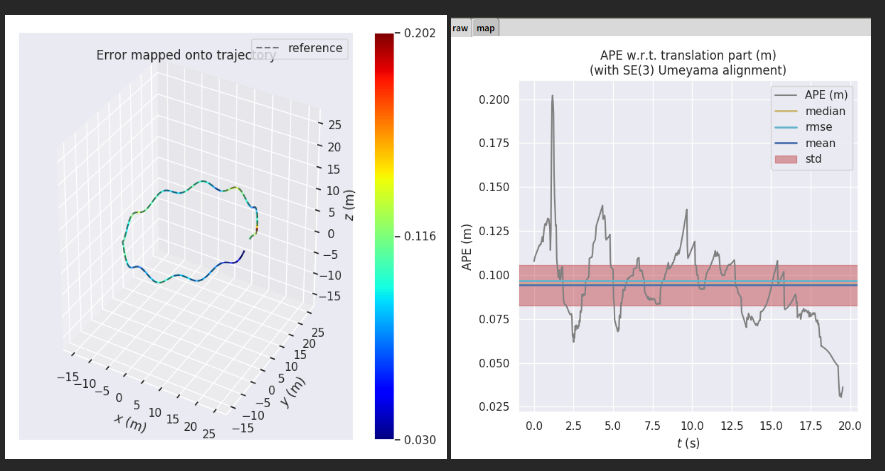 Error mapped onto trajectory
reference
25
20
15
10
5
0
−5
−10
−15
z (m)
−15
−10
−5
0
5
10
15
20
25
x (m)
25
20
15
10
5
0
−5
−10
−15
y (m)
0.202
0.116
0.030
raw map
APE w.r.t. translation part (m)
(with SE(3) Umeyama alignment)
APE (m)
median
rmse
mean
std
0.200
0.175
0.150
0.125
0.100
0.075
0.050
0.025
APE (m)
0.0 2.5 5.0 7.5 10.0 12.5 15.0 17.5 20.0
t (s)